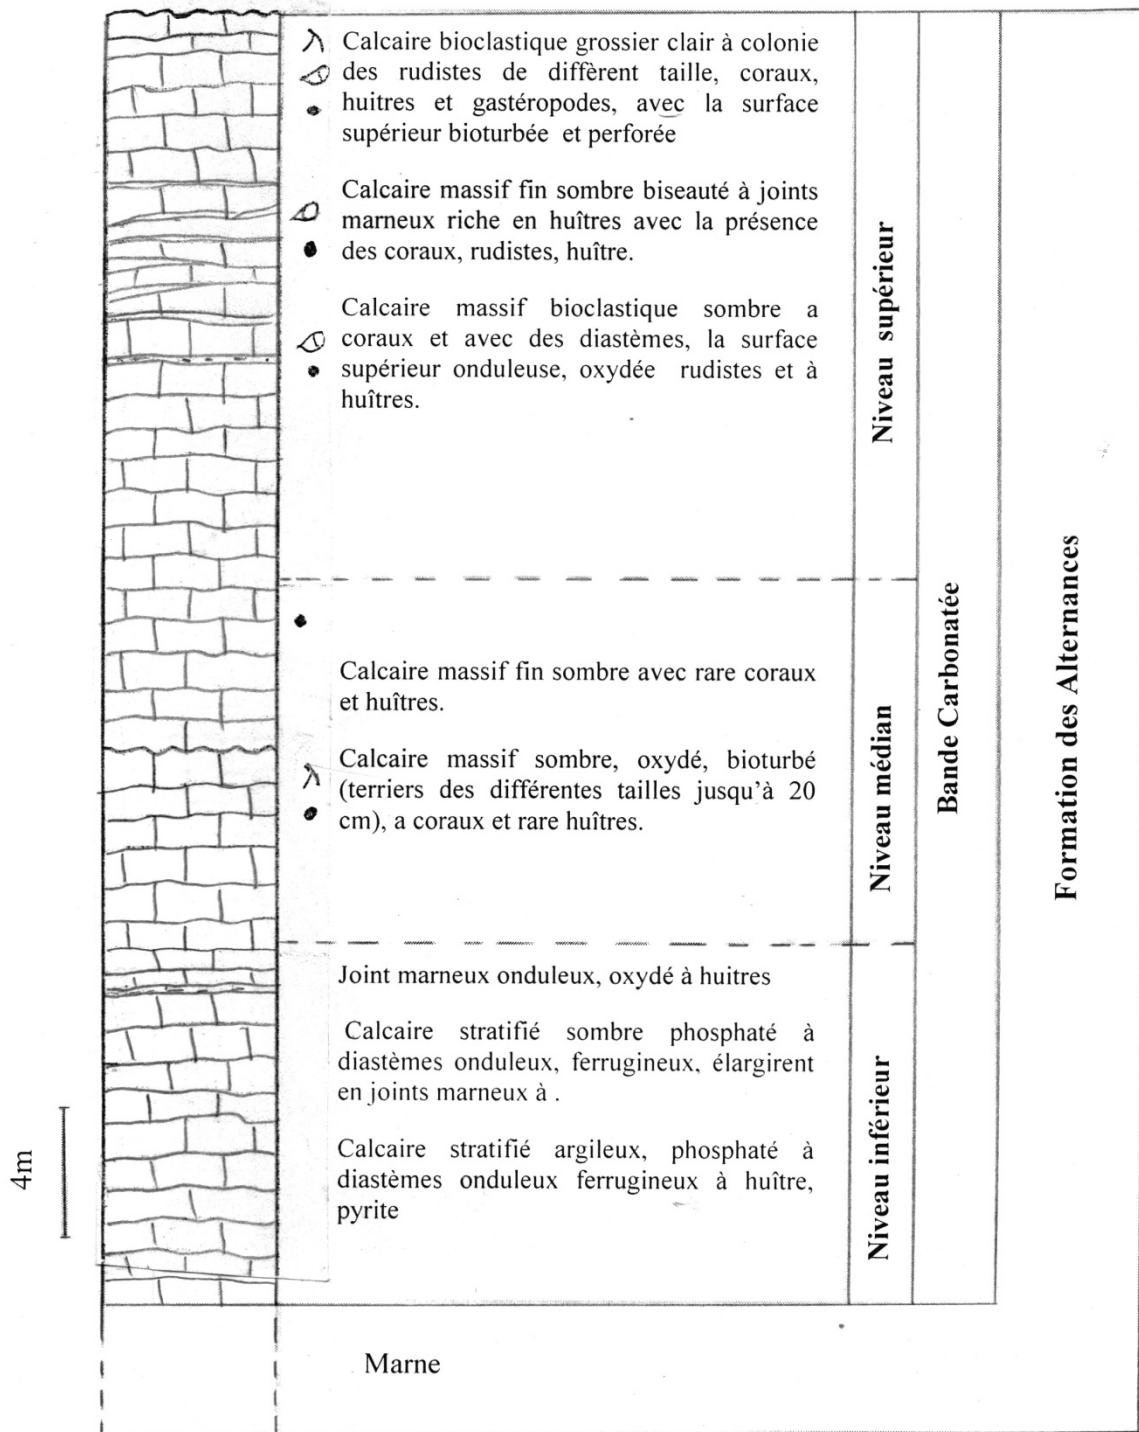 Calcaire bioclastique grossier clair à colonie
des rudistes de diffèrent taille, coraux,
huitres et gastéropodes, avec la surface
supérieur bioturbée et perforée
Calcaire massif fin sombre biseauté à joints
marneux riche en huîtres avec la présence
des coraux, rudistes, huître.
Calcaire massif bioclastique sombre a
coraux et avec des diastèmes, la surface
supérieur onduleuse, oxydée rudistes et à
huîtres.
Niveau supérieur
Calcaire massif fin sombre avec rare coraux
et huîtres.
Calcaire massif sombre, oxydé, bioturbé
(terriers des différentes tailles jusqu'à 20
cm), a coraux et rare huîtres.
Niveau médian
Joint marneux onduleux, oxydé à huitres
Calcaire stratifié sombre phosphaté à
diastèmes onduleux, ferrugineux, élargirent
en joints marneux à .
Calcaire stratifié argileux, phosphaté à
diastèmes onduleux ferrugineux à huître,
pyrite
Niveau inférieur
Bande Carbonatée
Formation des Alternances
4m
Marne